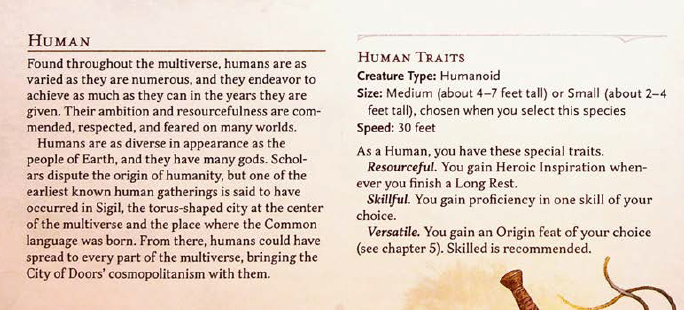 HUMAN
Found throughout the multiverse, humans are as
varied as they are numerous, and they endeavor to
achieve as much as they can in the years they are
given. Their ambition and resourcefulness are com-
mended, respected, and feared on many worlds.
Humans are as diverse in appearance as the
people of Earth, and they have many gods. Schol-
ars dispute the origin of humanity, but one of the
earliest known human gatherings is said to have
occurred in Sigil, the torus-shaped city at the center
of the multiverse and the place where the Common
language was born. From there, humans could have
spread to every part of the multiverse, bringing the
City of Doors' cosmopolitanism with them.
HUMAN TRAITS
Creature Type: Humanoid
Size: Medium (about 4–7 feet tall) or Small (about 2–4
feet tall), chosen when you select this species
Speed: 30 feet
As a Human, you have these special traits.
Resourceful. You gain Heroic Inspiration when-
ever you finish a Long Rest.
Skillful. You gain proficiency in one skill of your
choice.
Versatile. You gain an Origin feat of your choice
(see chapter 5). Skilled is recommended.